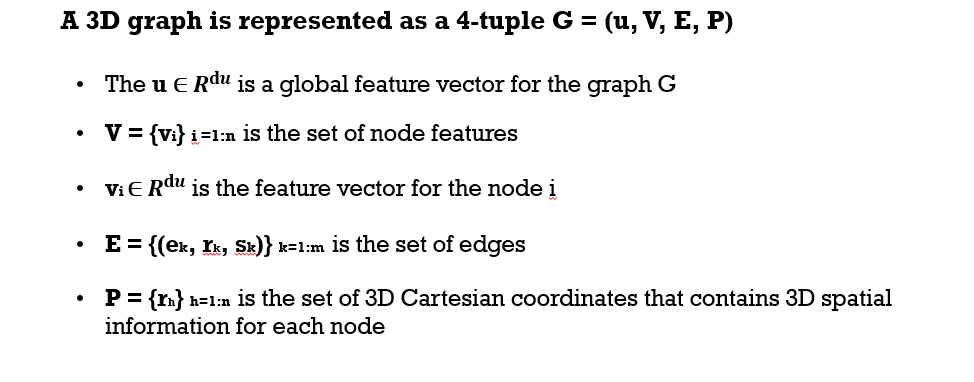 A 3D graph is represented as a 4-tuple G = (u, V, E, P)
• The u ∈ R^du is a global feature vector for the graph G
• V = {vi} i =1:n is the set of node features
• vi ∈ R^du is the feature vector for the node i
• E = {(ek, rk, sk)} k=1:m is the set of edges
• P = {rh} h=1:n is the set of 3D Cartesian coordinates that contains 3D spatial
information for each node